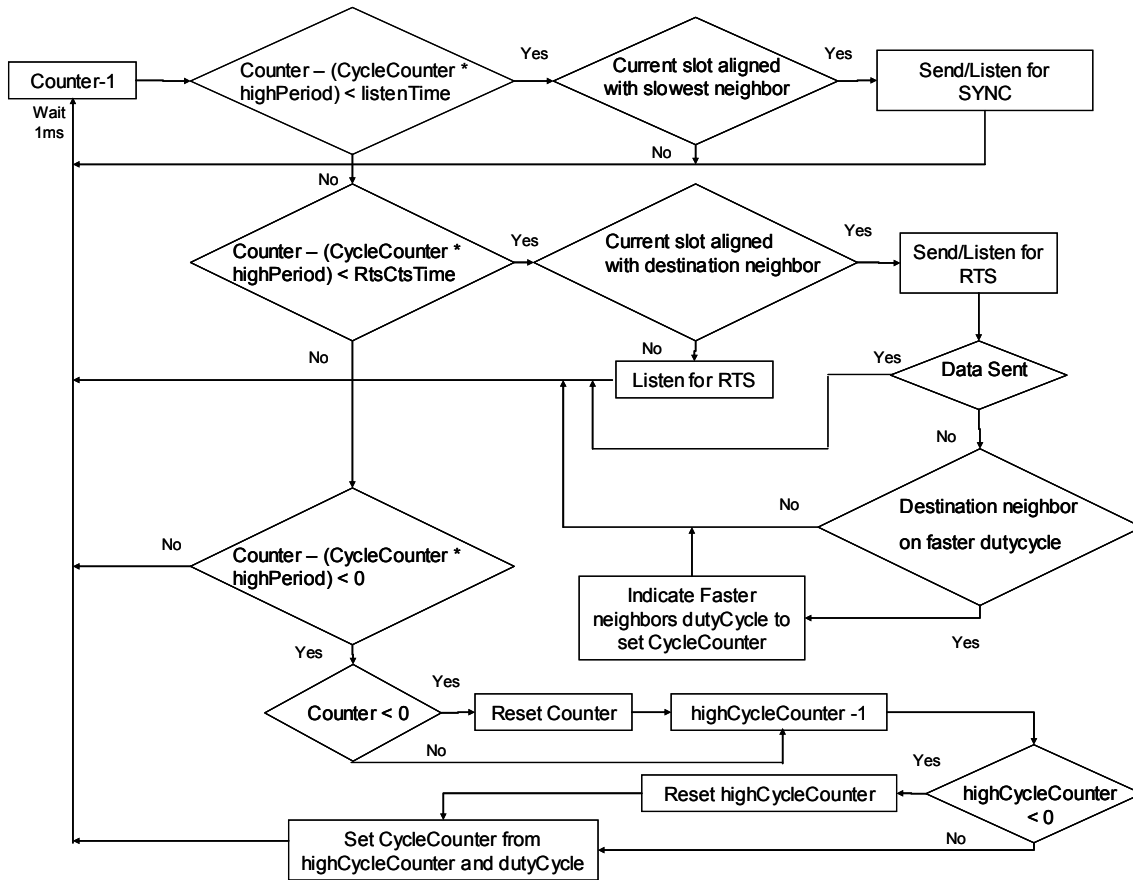 Counter-1
Wait
1ms
Counter – (CycleCounter *
highPeriod) < listenTime
Yes
Current slot aligned
with slowest neighbor
Yes
Send/Listen for
SYNC
No
No
Counter – (CycleCounter *
highPeriod) < RtsCtsTime
Yes
Current slot aligned
with destination neighbor
Yes
Send/Listen for
RTS
No
No
Listen for RTS
Yes
Data Sent
No
Destination neighbor
on faster dutycycle
No
Yes
Indicate Faster
neighbors dutyCycle to
set CycleCounter
No
Counter – (CycleCounter *
highPeriod) < 0
Yes
Counter < 0
Yes
Reset Counter
highCycleCounter -1
No
Yes
highCycleCounter
< 0
Reset highCycleCounter
No
Set CycleCounter from
highCycleCounter and dutyCycle